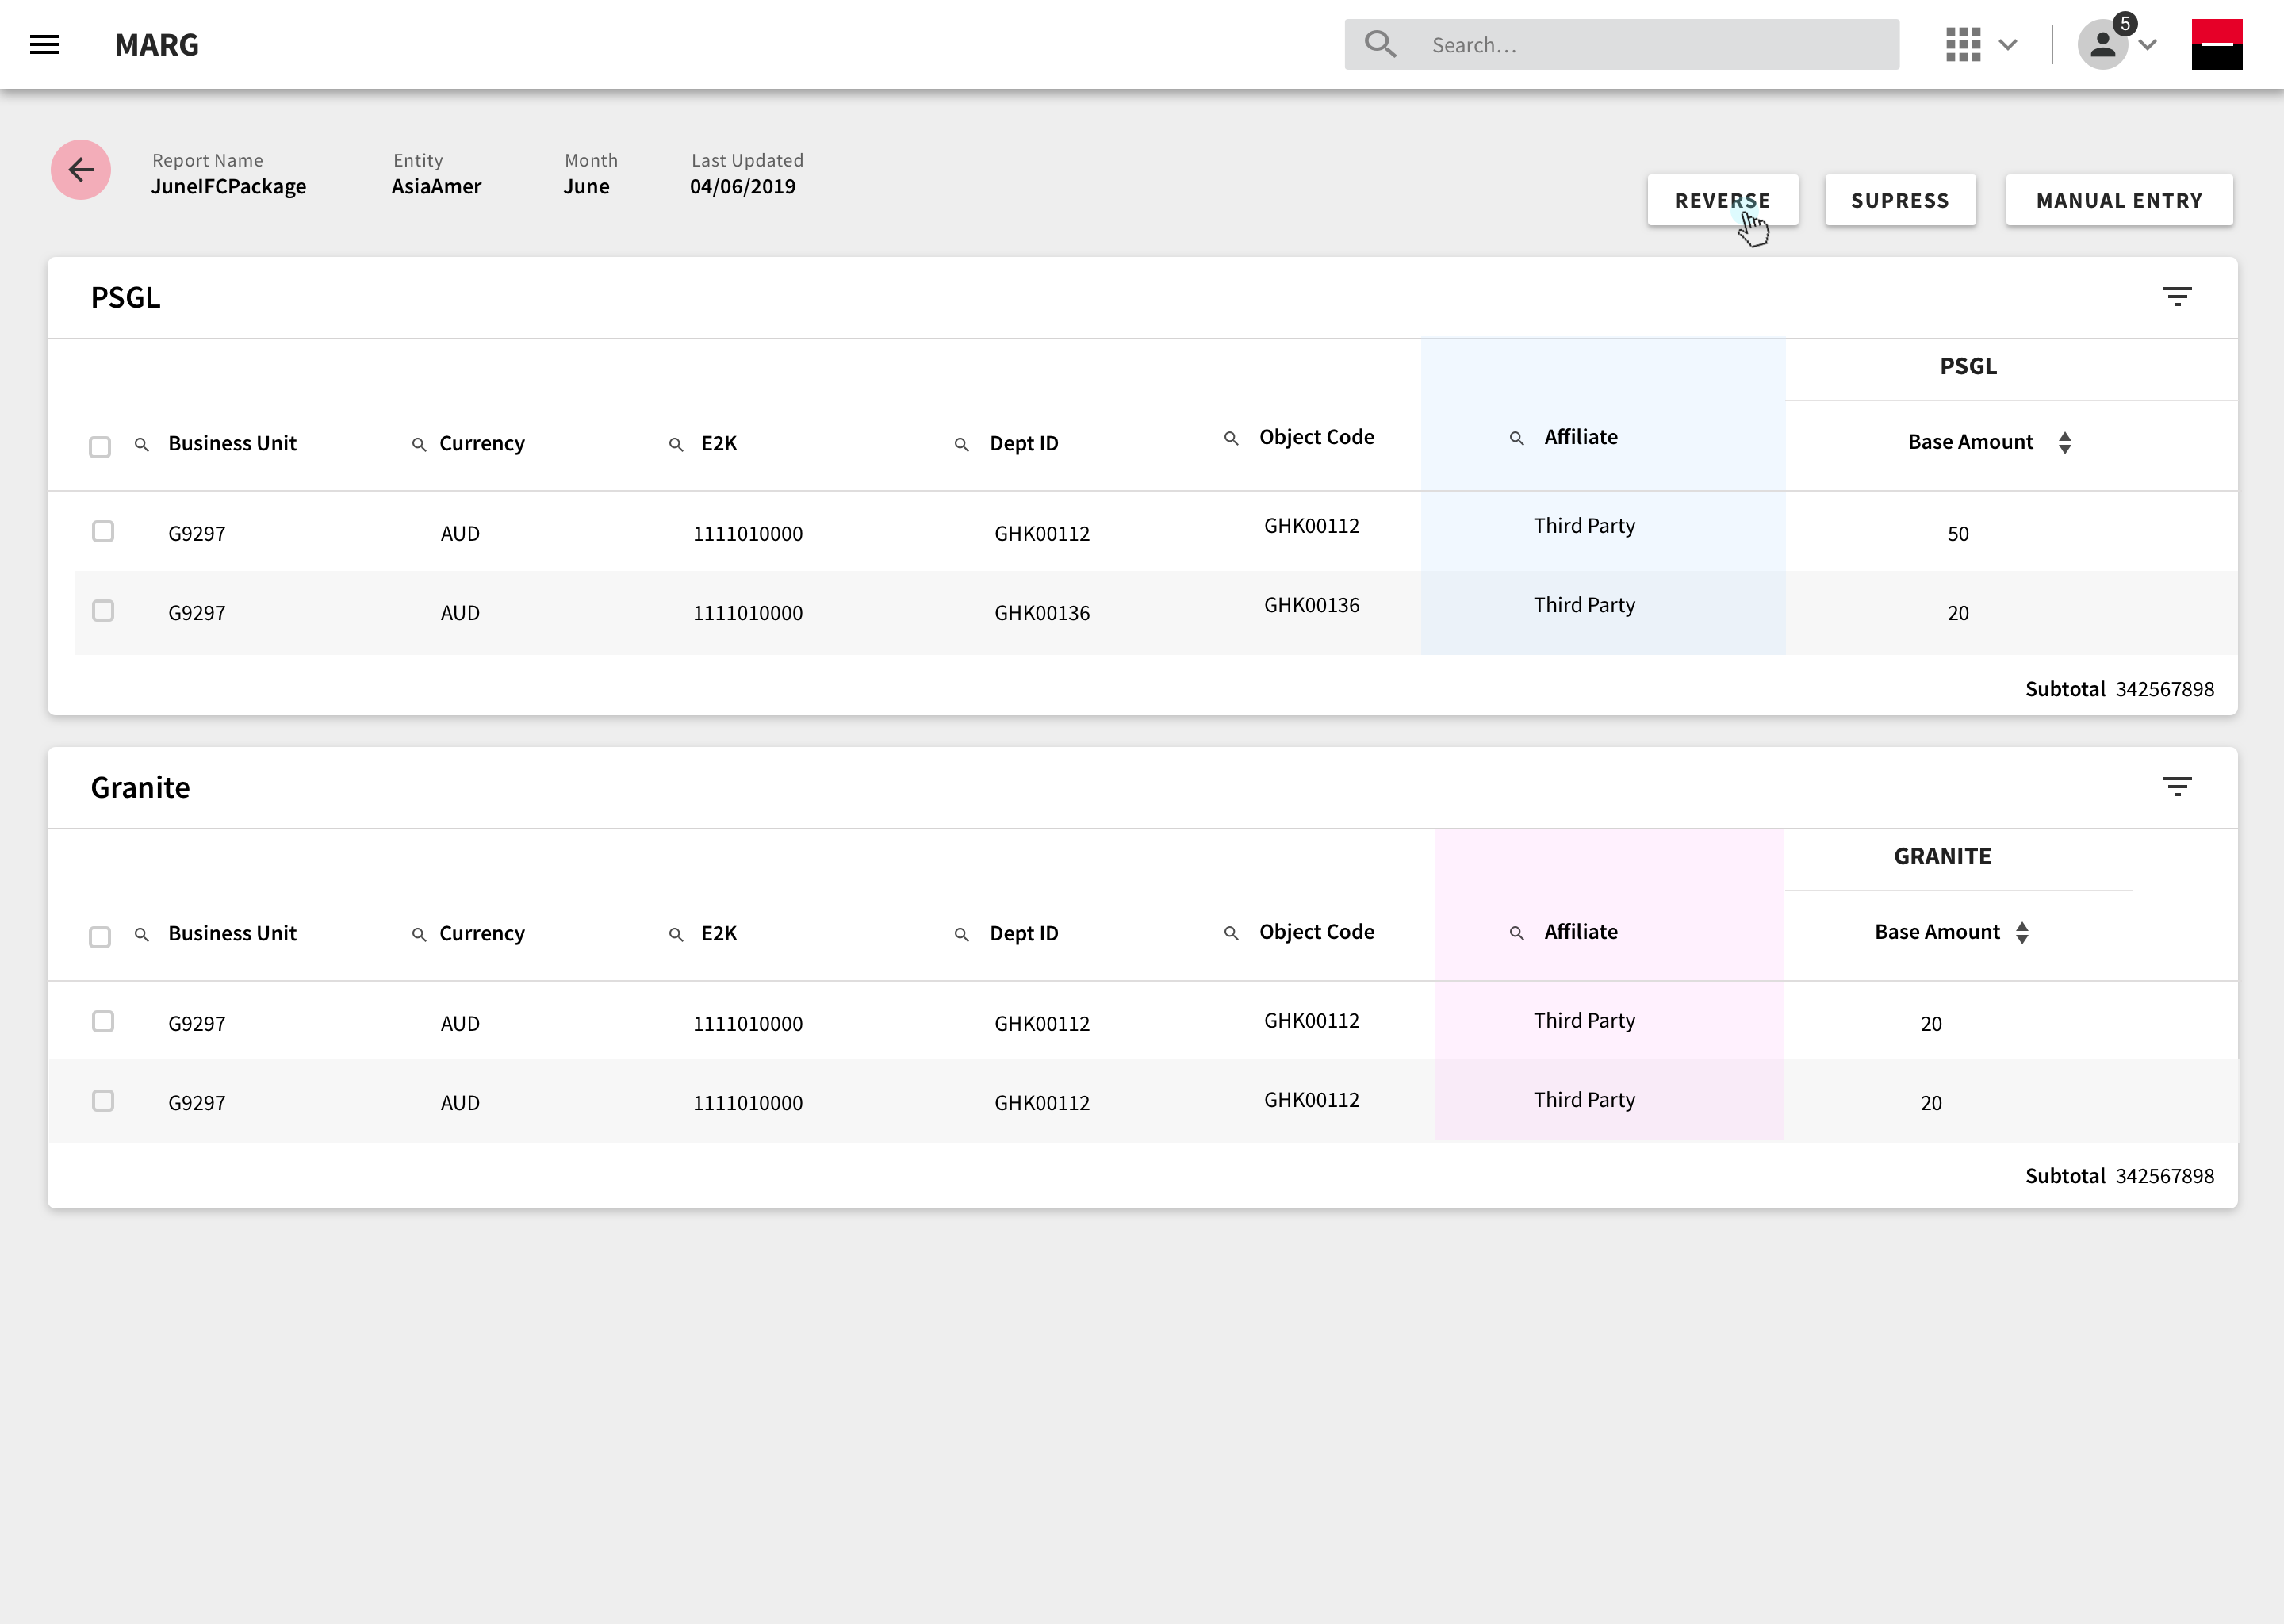 MARG
Search...
5
Report Name Entity Month Last Updated
JuneIFCPackage AsiaAmer June 04/06/2019
REVERSE SUPRESS MANUAL ENTRY
PSGL
PSGL
Business Unit Currency E2K Dept ID Object Code Affiliate Base Amount
G9297 AUD 1111010000 GHK00112 GHK00112 Third Party 50
G9297 AUD 1111010000 GHK00136 GHK00136 Third Party 20
Subtotal 342567898
Granite
GRANITE
Business Unit Currency E2K Dept ID Object Code Affiliate Base Amount
G9297 AUD 1111010000 GHK00112 GHK00112 Third Party 20
G9297 AUD 1111010000 GHK00112 GHK00112 Third Party 20
Subtotal 342567898